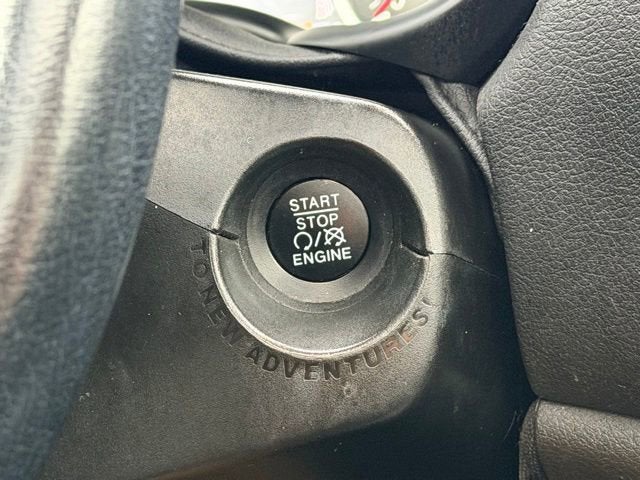 START
STOP
ENGINE
TO NEW ADVENTURES!